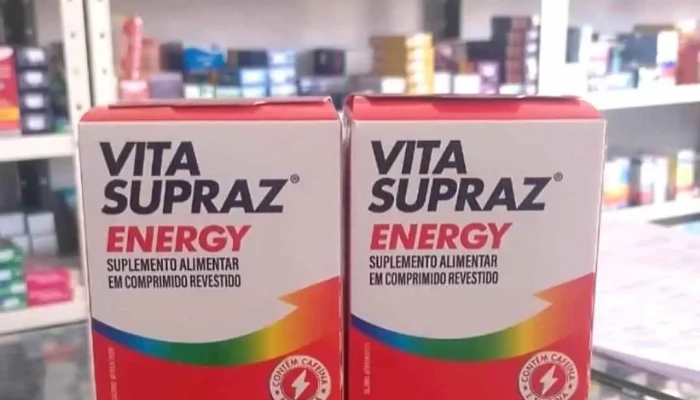 VITA
SUPRAZ®
ENERGY
SUPLEMENTO ALIMENTAR
EM COMPRIMIDO REVESTIDO
CONTÉM CAFEÍNA
VITA
SUPRAZ®
ENERGY
SUPLEMENTO ALIMENTAR
EM COMPRIMIDO REVESTIDO
CONTÉM CAFEÍNA